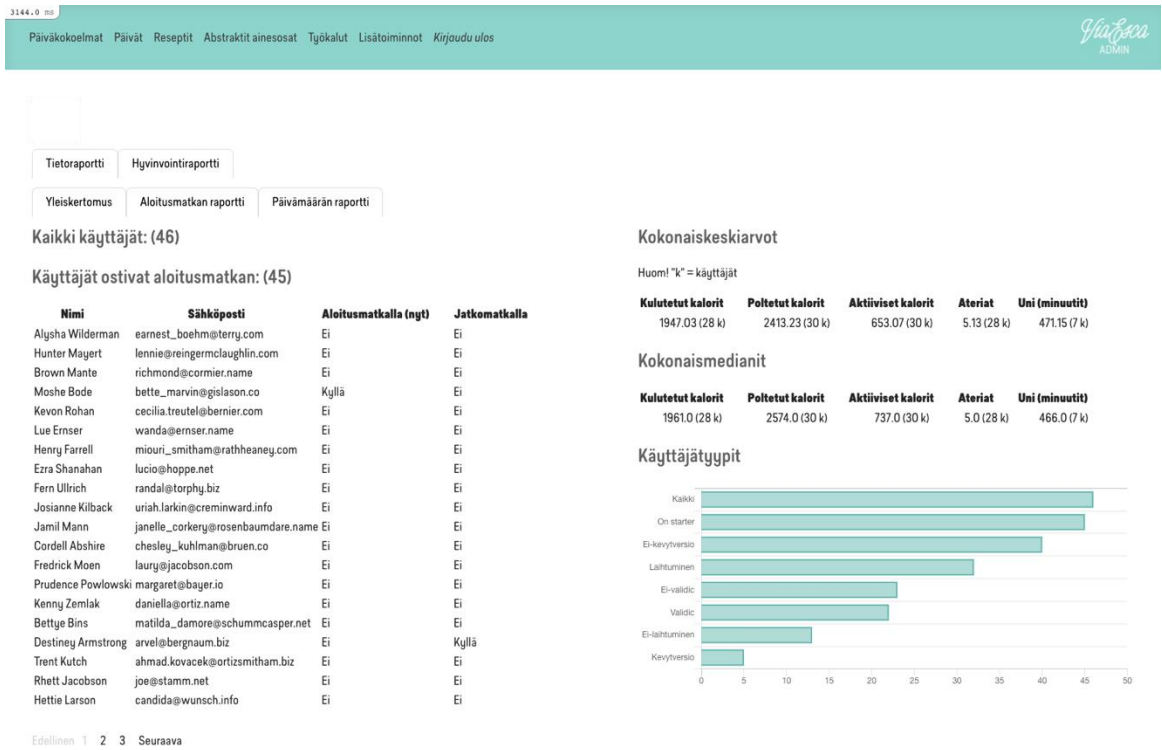 3144.0 ms
Päiväkokoelmat Päivät Reseptit Abstraktit ainesosat Työkalut Lisätoiminnot Kirjaudu ulos
ViaEsca
ADMIN
Tietoraportti Hyvinvointiraportti
Yleiskertomus Aloitusmatkan raportti Päivämäärän raportti
Kaikki käyttäjät: (46)
Käyttäjät ostivat aloitusmatkan: (45)
Nimi Sähköposti Aloitusmatkalla (nyt) Jatkomatkalla
Alysha Wilderman earnest_boehm@terry.com Ei Ei
Hunter Mayert lennie@reingermclaughlin.com Ei Ei
Brown Mante richmond@cormier.name Ei Ei
Moshe Bode bette_marvin@gislason.co Kyllä Ei
Kevon Rohan cecilia.treutel@bernier.com Ei Ei
Lue Ernser wanda@ernser.name Ei Ei
Henry Farrell miouri_smitham@rathheaney.com Ei Ei
Ezra Shanahan lucio@hoppe.net Ei Ei
Fern Ullrich randal@torphy.biz Ei Ei
Josianne Kilback uriah.larkin@creminward.info Ei Ei
Jamil Mann janelle_corkery@rosenbaumdare.name Ei Ei
Cordell Abshire chesley_kuhlman@bruen.co Ei Ei
Fredrick Moen laury@jacobson.com Ei Ei
Prudence Powlowski margaret@bayer.io Ei Ei
Kenny Zemlak daniella@ortiz.name Ei Ei
Bettye Bins matilda_damore@schummcasper.net Ei Ei
Destiney Armstrong arvel@bergnaum.biz Ei Kyllä
Trent Kutch ahmad.kovacek@ortizsmitham.biz Ei Ei
Rhett Jacobson joe@stamm.net Ei Ei
Hettie Larson candida@wunsch.info Ei Ei
Edellinen 1 2 3 Seuraava
Kokonaiskeskiarvot
Huom! "k" = käyttäjät
Kulutetut kalorit Poltetut kalorit Aktiiviset kalorit Ateriat Uni (minuutit)
1947.03 (28 k) 2413.23 (30 k) 653.07 (30 k) 5.13 (28 k) 471.15 (7 k)
Kokonaismedianit
Kulutetut kalorit Poltetut kalorit Aktiiviset kalorit Ateriat Uni (minuutit)
1961.0 (28 k) 2574.0 (30 k) 737.0 (30 k) 5.0 (28 k) 466.0 (7 k)
Käyttäjätyypit
Kaikki
On starter
Ei-kevytversio
Laihtuminen
Ei-validic
Validic
Ei-laihtuminen
Kevytversio
0 5 10 15 20 25 30 35 40 45 50